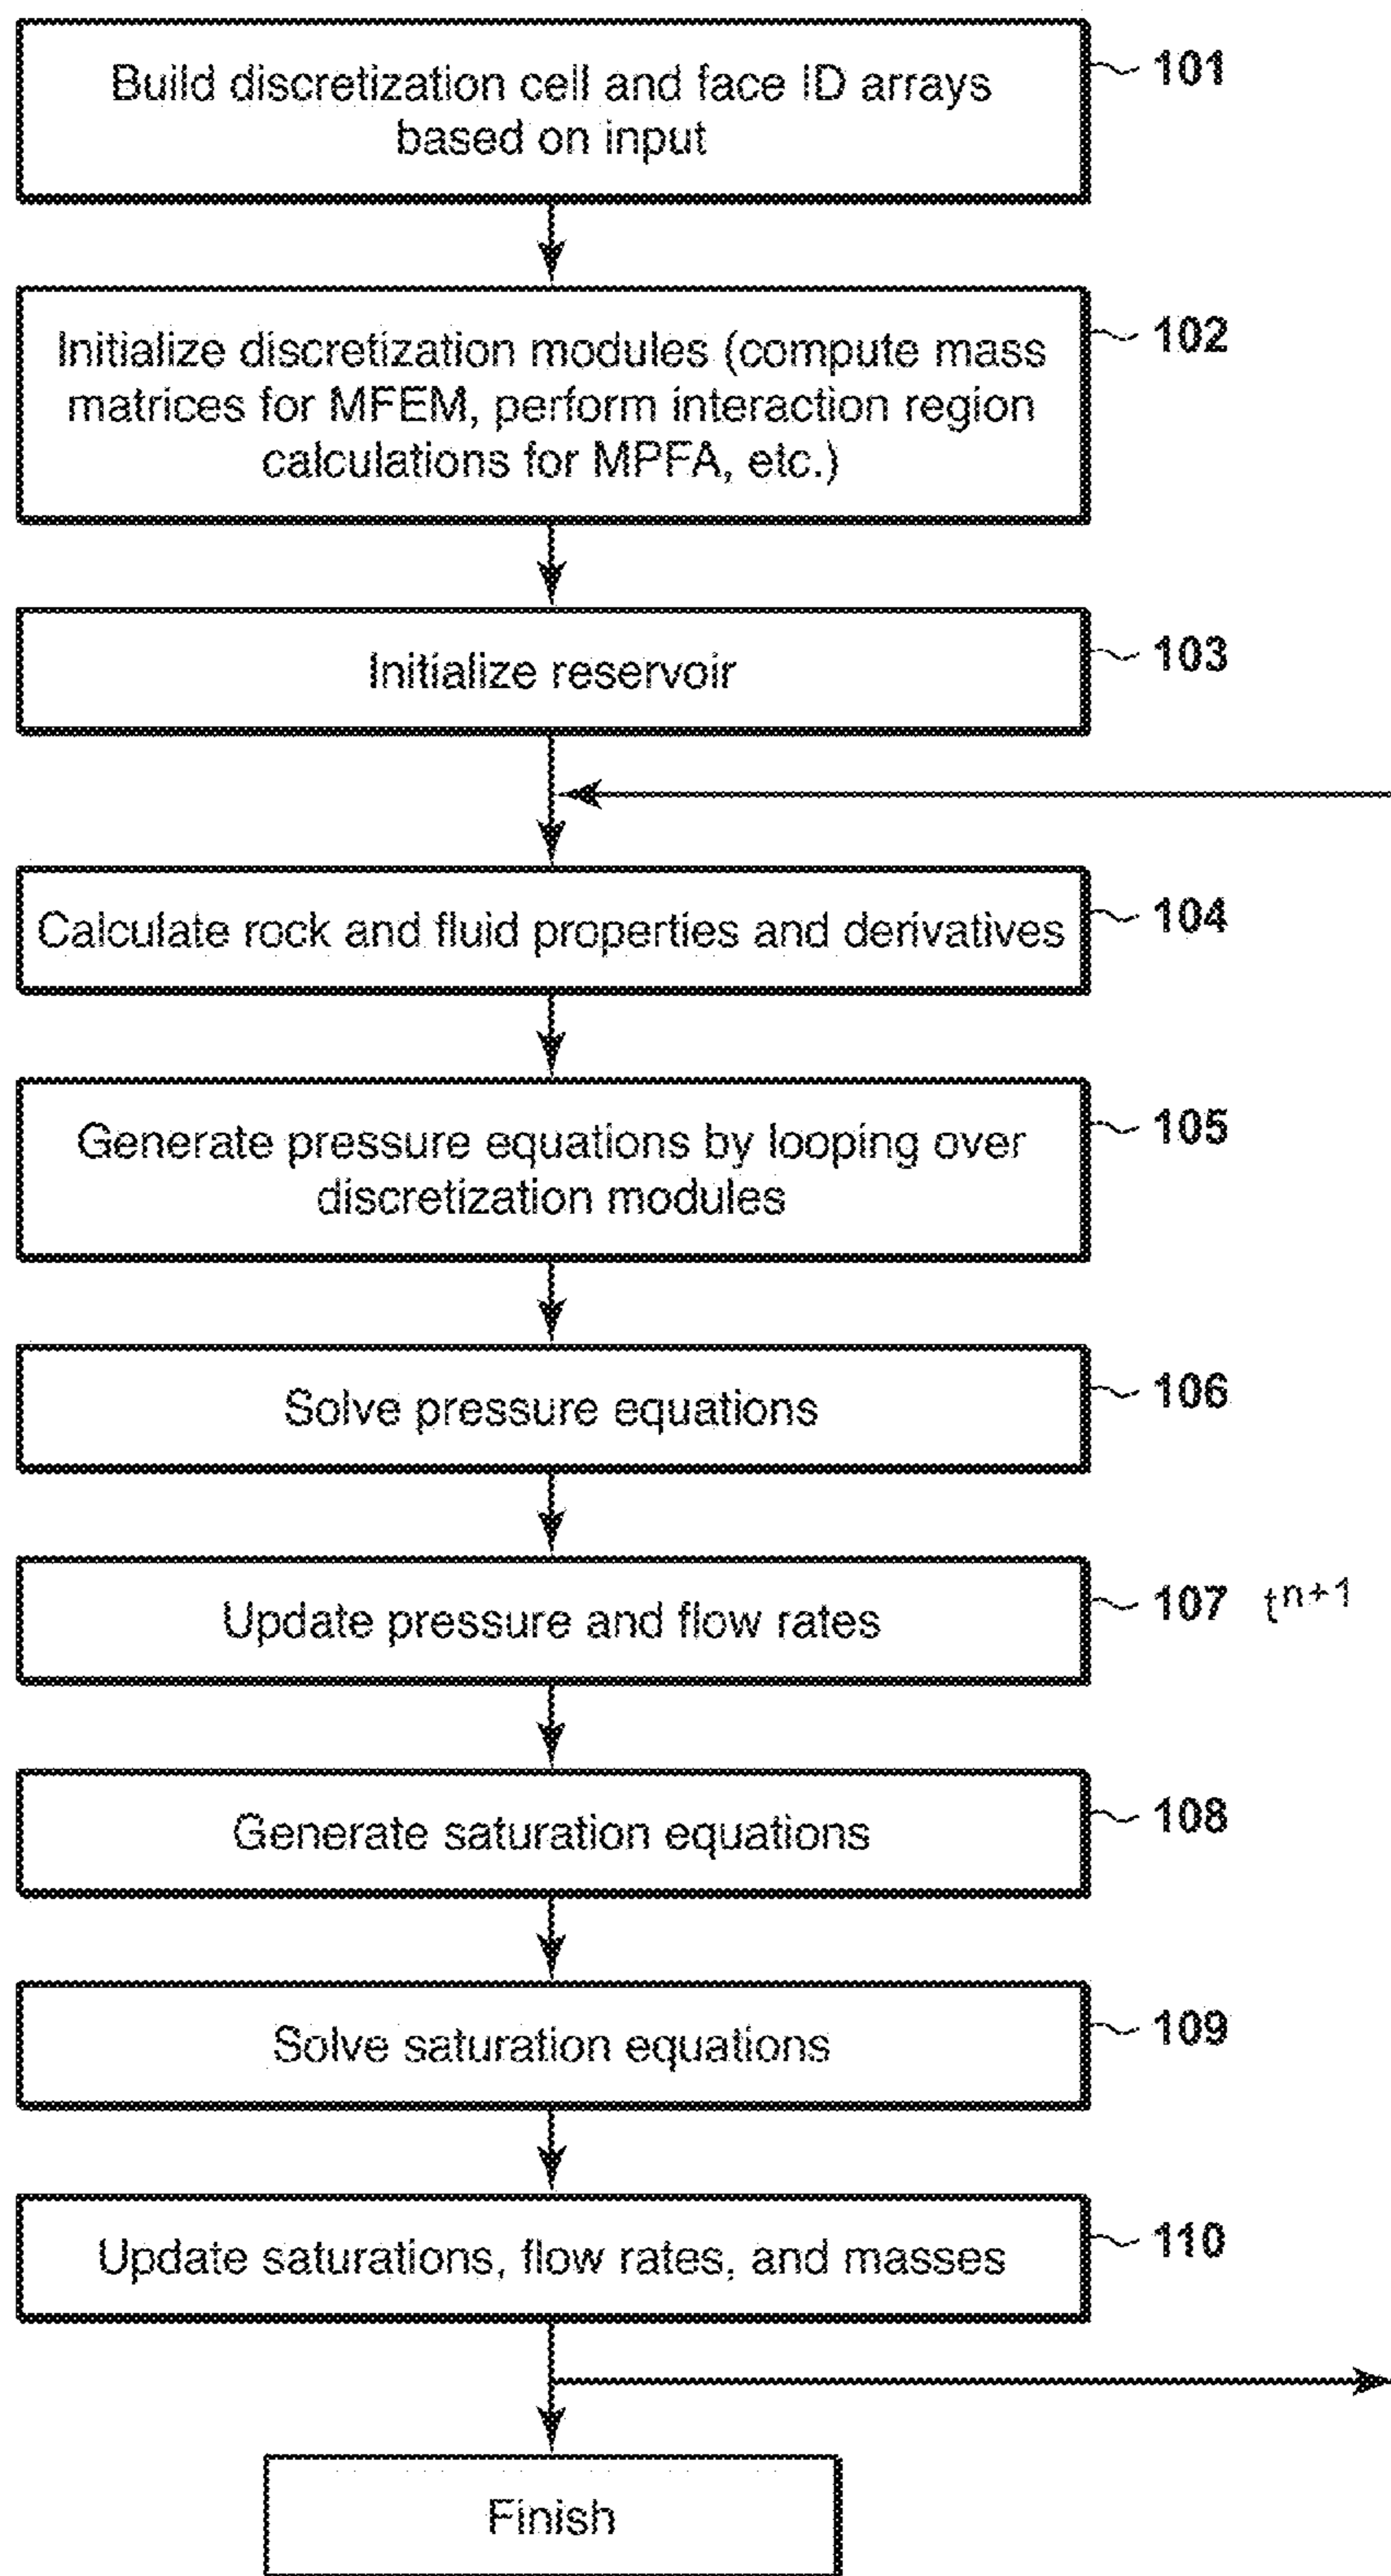 Build discretization cell and face ID arrays
based on input
101
Initialize discretization modules (compute mass
matrices for MFEM, perform interaction region
calculations for MPFA, etc.)
102
Initialize reservoir
103
Calculate rock and fluid properties and derivatives
104
Generate pressure equations by looping over
discretization modules
105
Solve pressure equations
106
Update pressure and flow rates
107 tⁿ⁺¹
Generate saturation equations
108
Solve saturation equations
109
Update saturations, flow rates, and masses
110
Finish